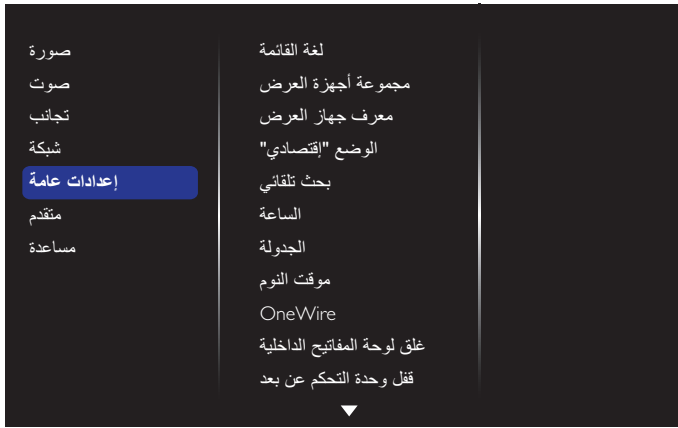 صورة
صوت
تجانب
شبكة
إعدادات عامة
متقدم
مساعدة
لغة القائمة
مجموعة أجهزة العرض
معرف جهاز العرض
الوضع "إقتصادي"
بحث تلقائي
الساعة
الجدولة
موقت النوم
OneWire
غلق لوحة المفاتيح الداخلية
قفل وحدة التحكم عن بعد